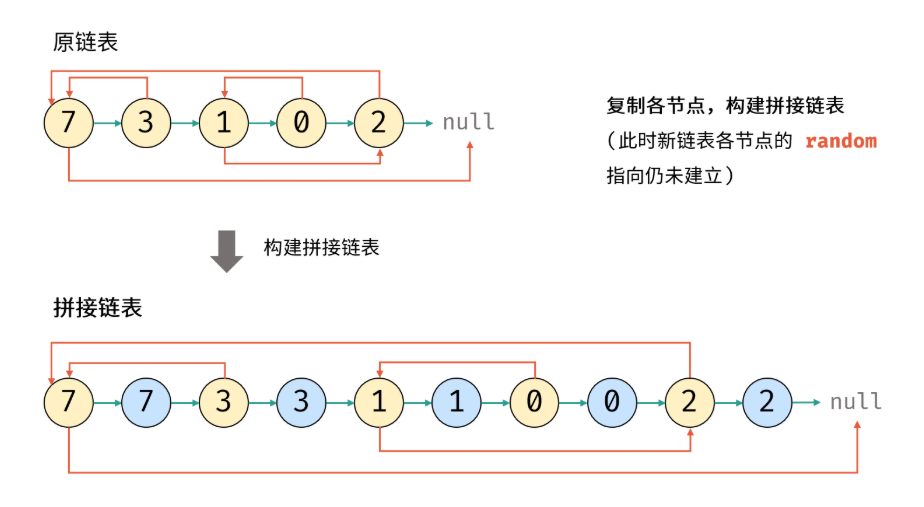 原链表
7 3 1 0 2 null
复制各节点，构建拼接链表
（此时新链表各节点的 random
指向仍未建立）
构建拼接链表
拼接链表
7 7 3 3 1 1 0 0 2 2 null